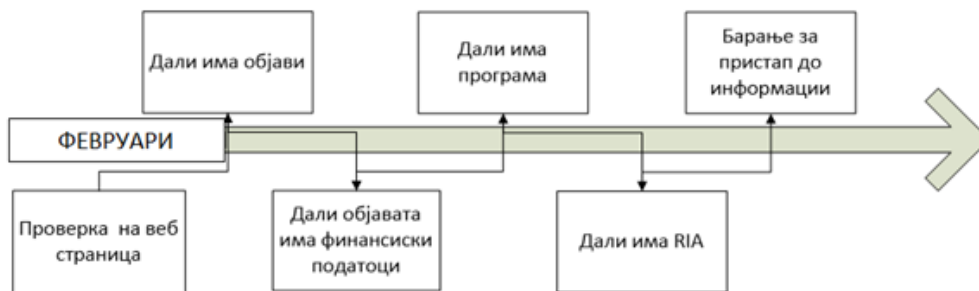 Дали има објави
Дали има
програма
Барање за
пристап до
информации
ФЕВРУАРИ
Проверка на веб
страница
Дали објавата
има финансиски
податоци
Дали има RIA